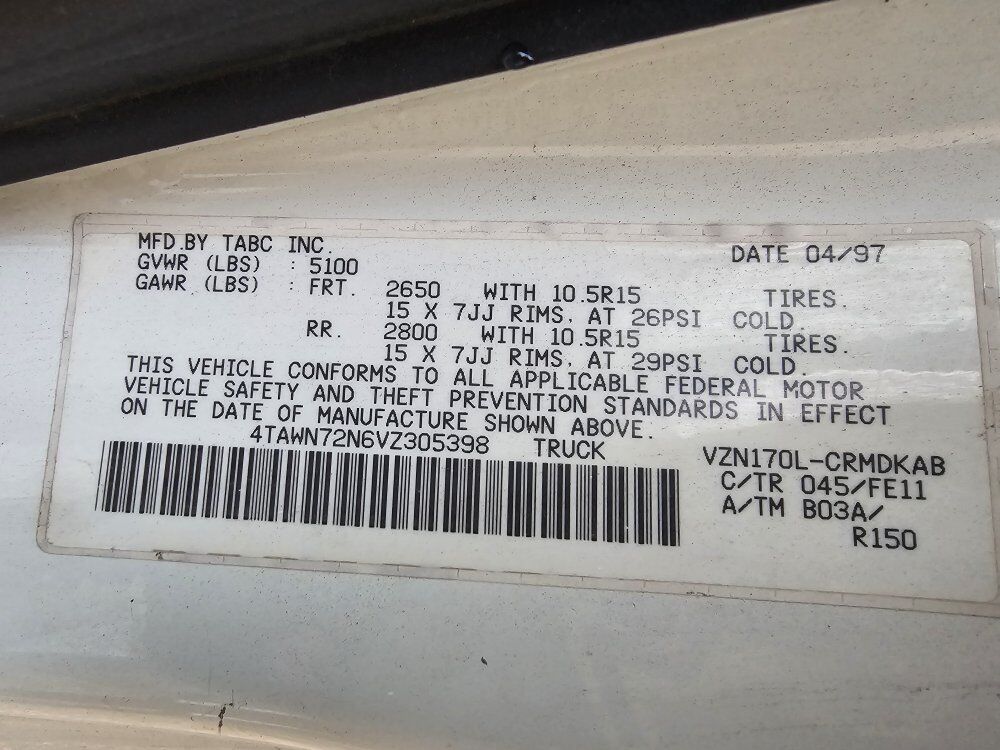 MFD.BY TABC INC. DATE 04/97
GVWR (LBS) : 5100
GAWR (LBS) : FRT. 2650 WITH 10.5R15 TIRES.
15 X 7JJ RIMS, AT 26PSI COLD.
RR. 2800 WITH 10.5R15 TIRES.
15 X 7JJ RIMS, AT 29PSI COLD.
THIS VEHICLE CONFORMS TO ALL APPLICABLE FEDERAL MOTOR
VEHICLE SAFETY AND THEFT PREVENTION STANDARDS IN EFFECT
ON THE DATE OF MANUFACTURE SHOWN ABOVE.
4TAWN72N6VZ305398 TRUCK
VZN170L-CRMDKAB
C/TR 045/FE11
A/TM B03A/
R150